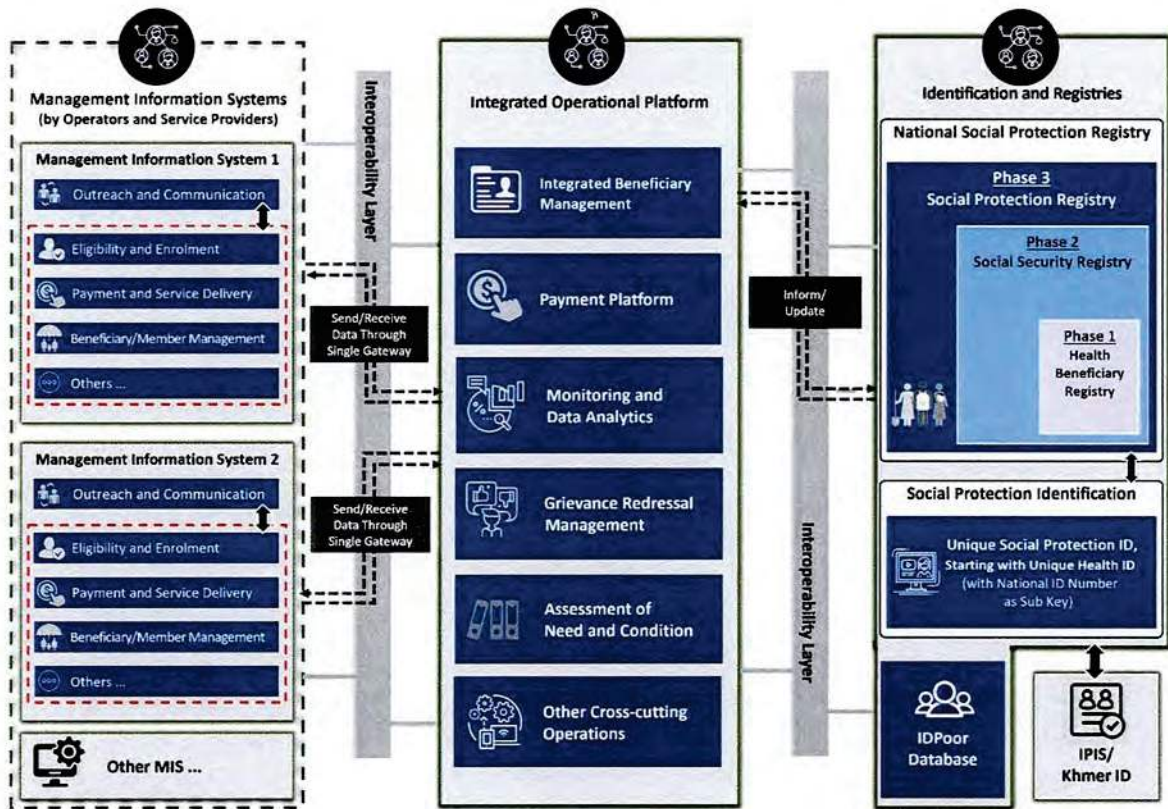 Management Information Systems
(by Operators and Service Providers)
Management Information System 1
Outreach and Communication
Eligibility and Enrolment
Payment and Service Delivery
Beneficiary/Member Management
Others ...
Management Information System 2
Outreach and Communication
Eligibility and Enrolment
Payment and Service Delivery
Beneficiary/Member Management
Others ...
Other MIS ...
Interoperability Layer
Send/Receive
Data Through
Single Gateway
Send/Receive
Data Through
Single Gateway
Integrated Operational Platform
Integrated Beneficiary
Management
Payment Platform
Monitoring and
Data Analytics
Grievance Redressal
Management
Assessment of
Need and Condition
Other Cross-cutting
Operations
Inform/
Update
Interoperability Layer
Identification and Registries
National Social Protection Registry
Phase 3
Social Protection Registry
Phase 2
Social Security Registry
Phase 1
Health
Beneficiary
Registry
Social Protection Identification
Unique Social Protection ID,
Starting with Unique Health ID
(with National ID Number
as Sub Key)
IDPoor
Database
IPIS/
Khmer ID